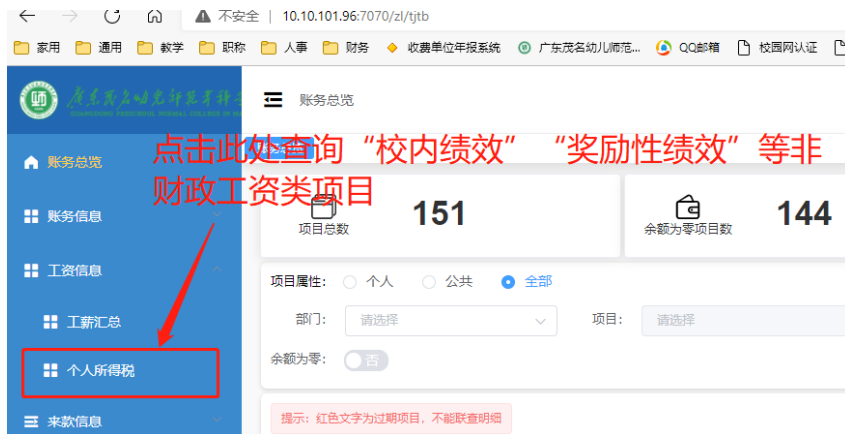 不安全 | 10.10.101.96:7070/zl/tjtb
家用 通用 教学 职称 人事 财务 收费单位年报系统 广东茂名幼儿师范... QQ邮箱 校园网认证
账务总览
点击此处查询“校内绩效”“奖励性绩效”等非
财政工资类项目
账务总览
账务信息
工资信息
工薪汇总
个人所得税
来款信息
项目总数 151
余额为零项目数 144
项目属性: 个人 公共 全部
部门: 请选择 项目: 请选择
余额为零: 否
提示: 红色文字为过期项目, 不能联查明细